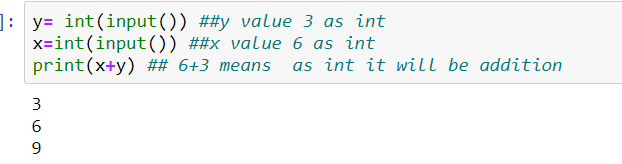 ]: y= int(input()) ##y value 3 as int
x=int(input()) ##x value 6 as int
print(x+y) ## 6+3 means  as int it will be addition
3
6
9